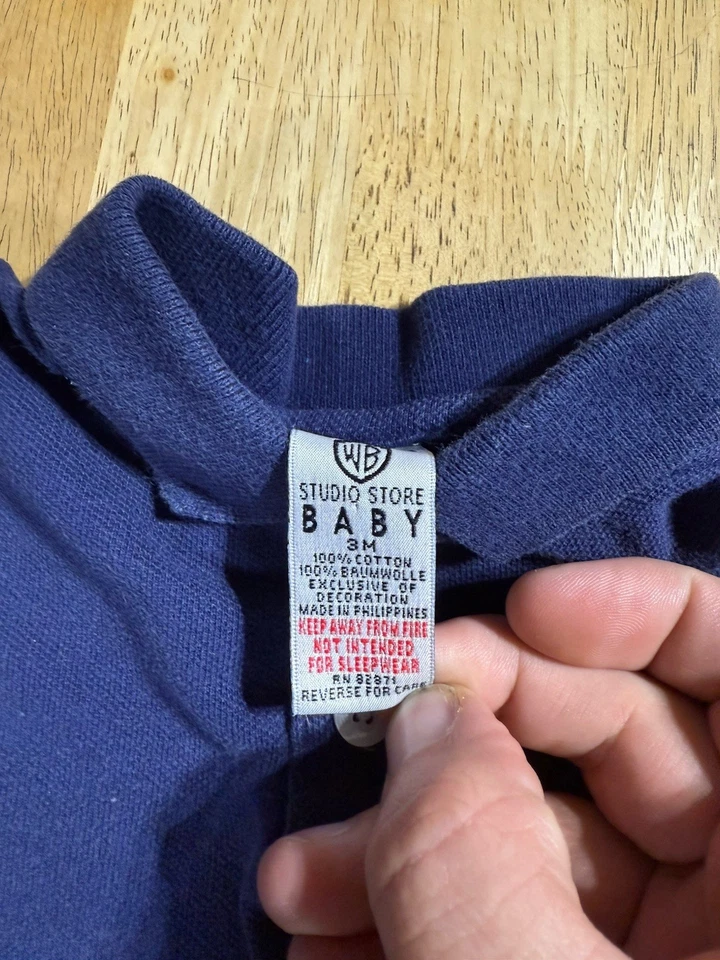 WB
STUDIO STORE
BABY
3M
100% COTTON
100% BAUMWOLLE
EXCLUSIVE OF
DECORATION
MADE IN PHILIPPINES
KEEP AWAY FROM FIRE
NOT INTENDED
FOR SLEEPWEAR
RN 82871
REVERSE FOR CARE